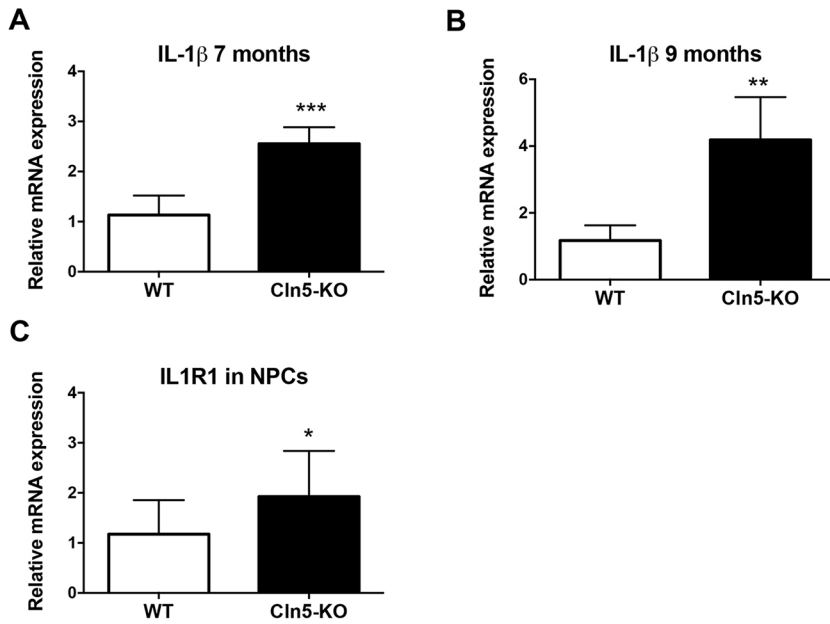 A
IL-1β 7 months
Relative mRNA expression
4
3
2
1
0
***
WT
Cln5-KO
B
IL-1β 9 months
Relative mRNA expression
6
4
2
0
**
WT
Cln5-KO
C
IL1R1 in NPCs
Relative mRNA expression
4
3
2
1
0
*
WT
Cln5-KO